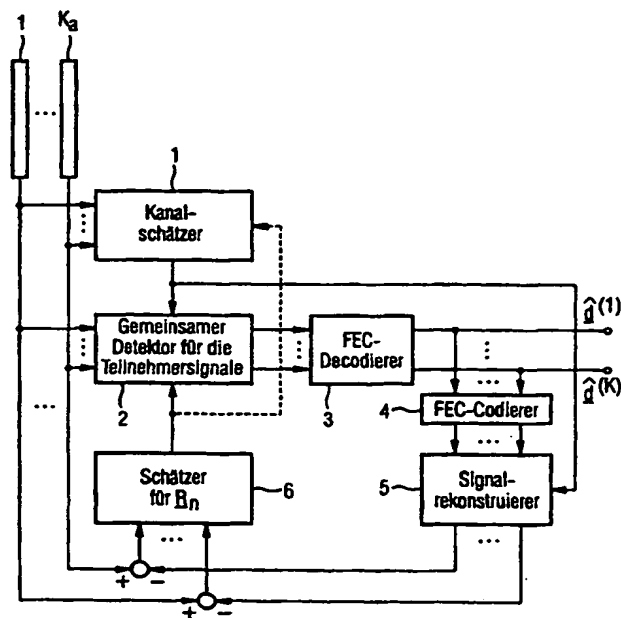 1 Ka
...
1
Kanal-
schätzer
Gemeinsamer
Detektor für die
Teilnehmersignale
2
FEC-
Decodierer
3
d̂(1)
d̂(K)
4 FEC-Codierer
5 Signal-
rekonstruierer
Schätzer
für Rn
6
...
+ −
+ −